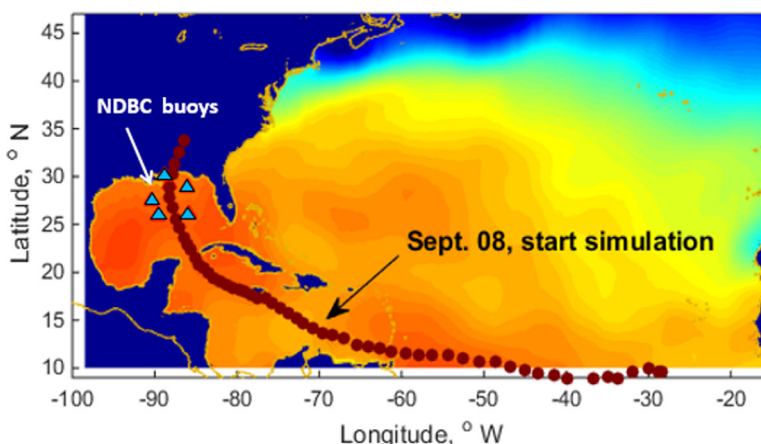 45
40
35
30
25
20
15
10
Latitude, ° N
NDBC buoys
Sept. 08, start simulation
-100 -90 -80 -70 -60 -50 -40 -30 -20
Longitude, ° W